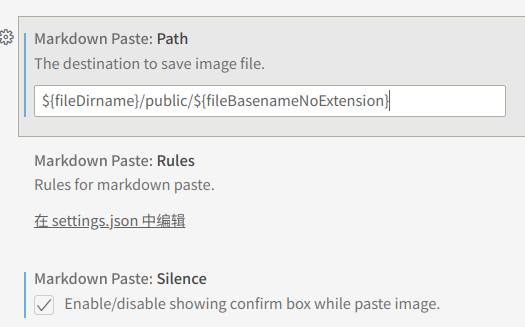 Markdown Paste: Path
The destination to save image file.
${fileDirname}/public/${fileBasenameNoExtension}
Markdown Paste: Rules
Rules for markdown paste.
在 settings.json 中编辑
Markdown Paste: Silence
Enable/disable showing confirm box while paste image.